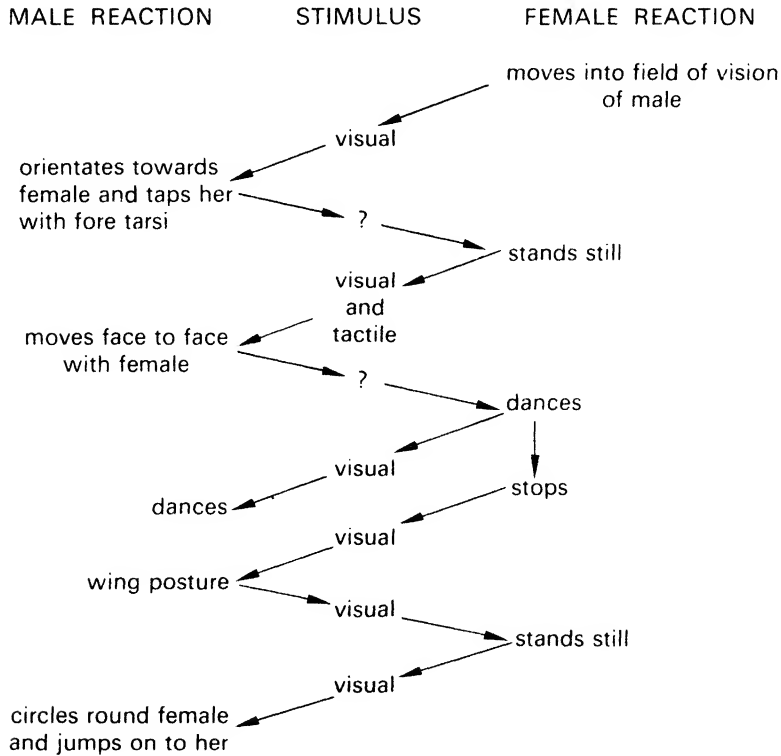 MALE REACTION STIMULUS FEMALE REACTION
moves into field of vision
of male
visual
orientates towards
female and taps her
with fore tarsi
?
stands still
visual
and
tactile
moves face to face
with female
?
dances
visual
stops
dances
visual
wing posture
visual
stands still
visual
circles round female
and jumps on to her